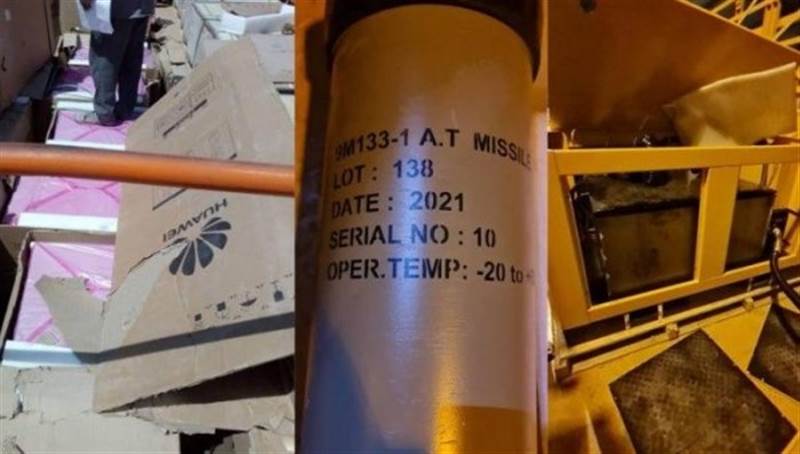 HUAWEI
9M133-1 A.T MISSILE
LOT : 138
DATE : 2021
SERIAL NO : 10
OPER.TEMP: -20 to